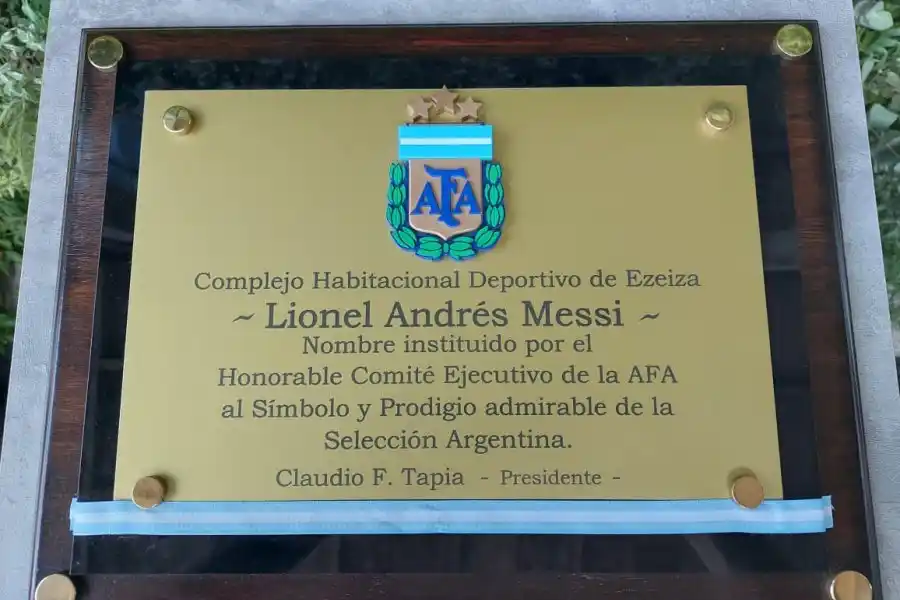 AFA
Complejo Habitacional Deportivo de Ezeiza
~ Lionel Andrés Messi ~
Nombre instituido por el
Honorable Comité Ejecutivo de la AFA
al Símbolo y Prodigio admirable de la
Selección Argentina.
Claudio F. Tapia - Presidente -